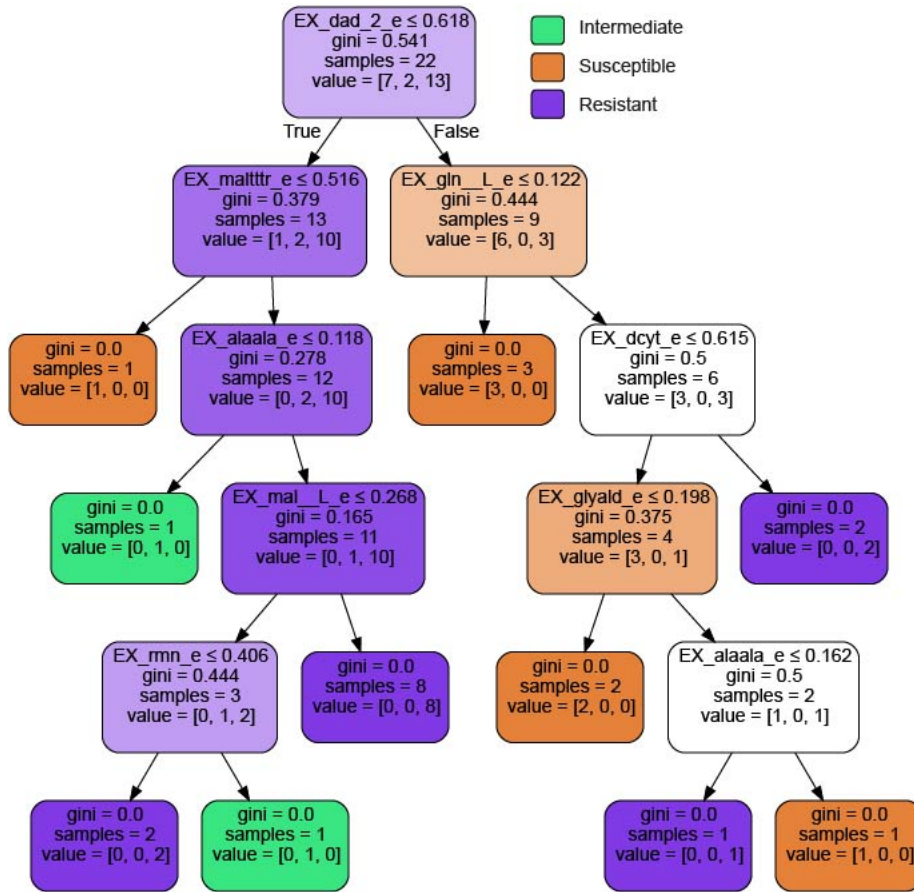 EX_dad_2_e ≤ 0.618
gini = 0.541
samples = 22
value = [7, 2, 13]
Intermediate
Susceptible
Resistant
True
False
EX_maltttr_e ≤ 0.516
gini = 0.379
samples = 13
value = [1, 2, 10]
EX_gln__L_e ≤ 0.122
gini = 0.444
samples = 9
value = [6, 0, 3]
gini = 0.0
samples = 1
value = [1, 0, 0]
EX_alaala_e ≤ 0.118
gini = 0.278
samples = 12
value = [0, 2, 10]
gini = 0.0
samples = 3
value = [3, 0, 0]
EX_dcyt_e ≤ 0.615
gini = 0.5
samples = 6
value = [3, 0, 3]
gini = 0.0
samples = 1
value = [0, 1, 0]
EX_mal__L_e ≤ 0.268
gini = 0.165
samples = 11
value = [0, 1, 10]
EX_glyald_e ≤ 0.198
gini = 0.375
samples = 4
value = [3, 0, 1]
gini = 0.0
samples = 2
value = [0, 0, 2]
EX_rmn_e ≤ 0.406
gini = 0.444
samples = 3
value = [0, 1, 2]
gini = 0.0
samples = 8
value = [0, 0, 8]
gini = 0.0
samples = 2
value = [2, 0, 0]
EX_alaala_e ≤ 0.162
gini = 0.5
samples = 2
value = [1, 0, 1]
gini = 0.0
samples = 2
value = [0, 0, 2]
gini = 0.0
samples = 1
value = [0, 1, 0]
gini = 0.0
samples = 1
value = [0, 0, 1]
gini = 0.0
samples = 1
value = [1, 0, 0]